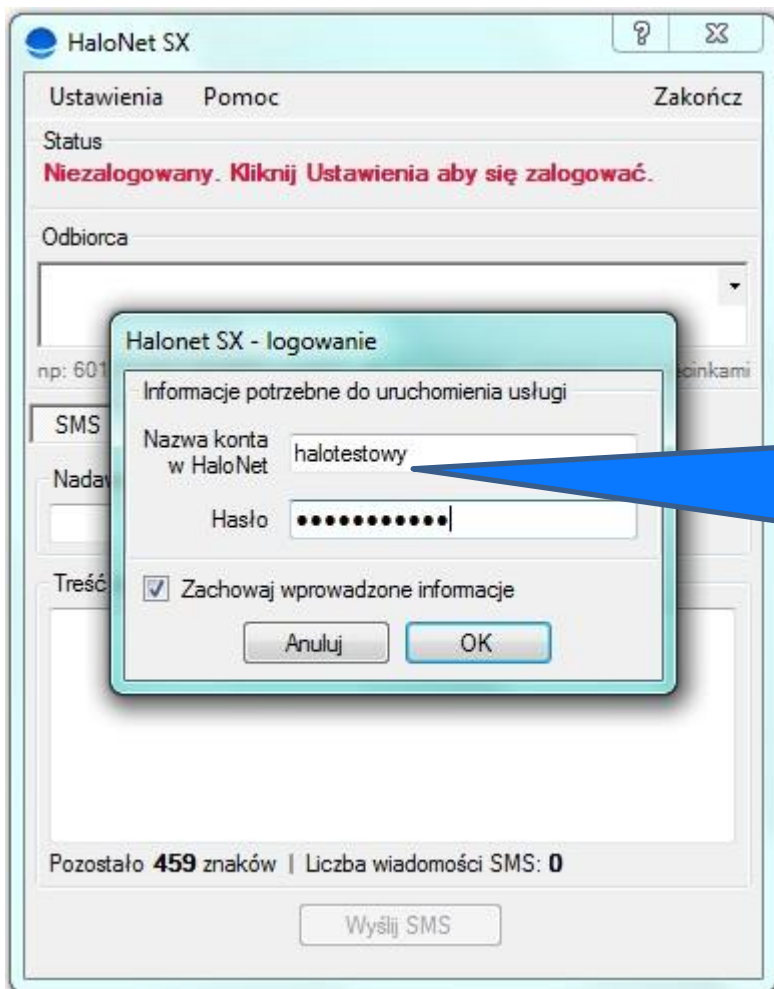 HaloNet SX
Ustawienia Pomoc Zakończ
Status
Niezalogowany. Kliknij Ustawienia aby się zalogować.
Odbiorca
Halonet SX - logowanie
np: 601
Informacje potrzebne do uruchomienia usługi
SMS
Nazwa konta
w HaloNet
halotestowy
Hasło
Treść
Zachowaj wprowadzone informacje
Anuluj OK
Pozostało 459 znaków | Liczba wiadomości SMS: 0
Wyślij SMS